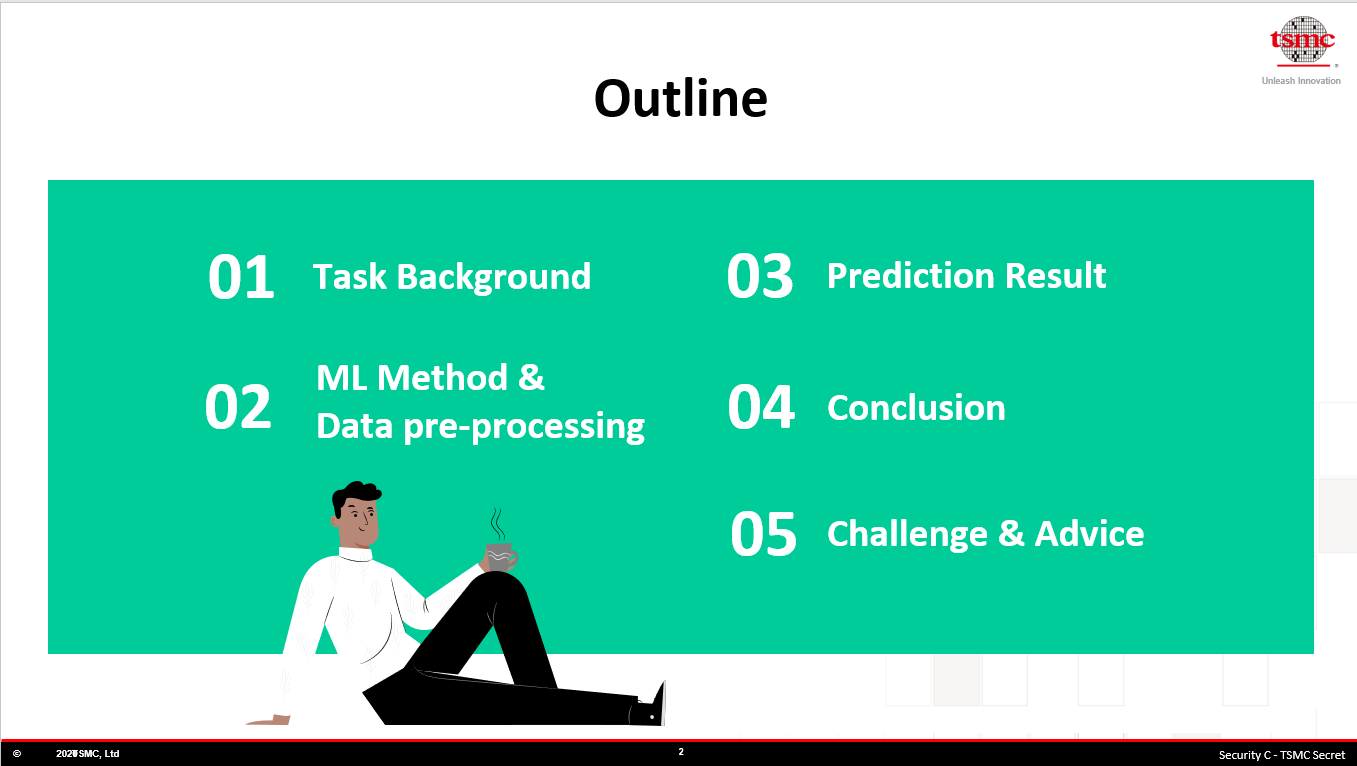 tsmc
Unleash Innovation
Outline
01 Task Background
02 ML Method &
Data pre-processing
03 Prediction Result
04 Conclusion
05 Challenge & Advice
© TSMC, Ltd
2
Security C - TSMC Secret